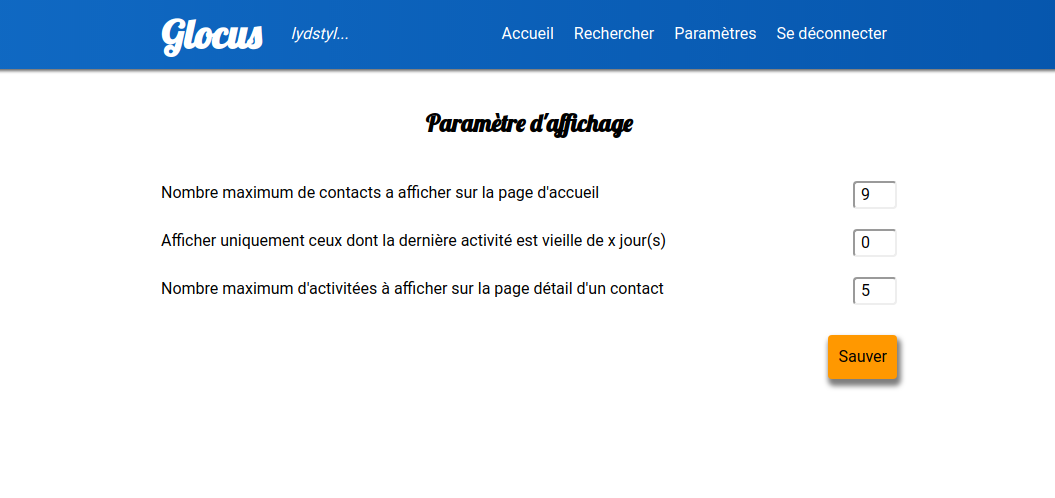 Glocus lydstyl... Accueil Rechercher Paramètres Se déconnecter
Paramètre d'affichage
Nombre maximum de contacts a afficher sur la page d'accueil 9
Afficher uniquement ceux dont la dernière activité est vieille de x jour(s) 0
Nombre maximum d'activitées à afficher sur la page détail d'un contact 5
Sauver